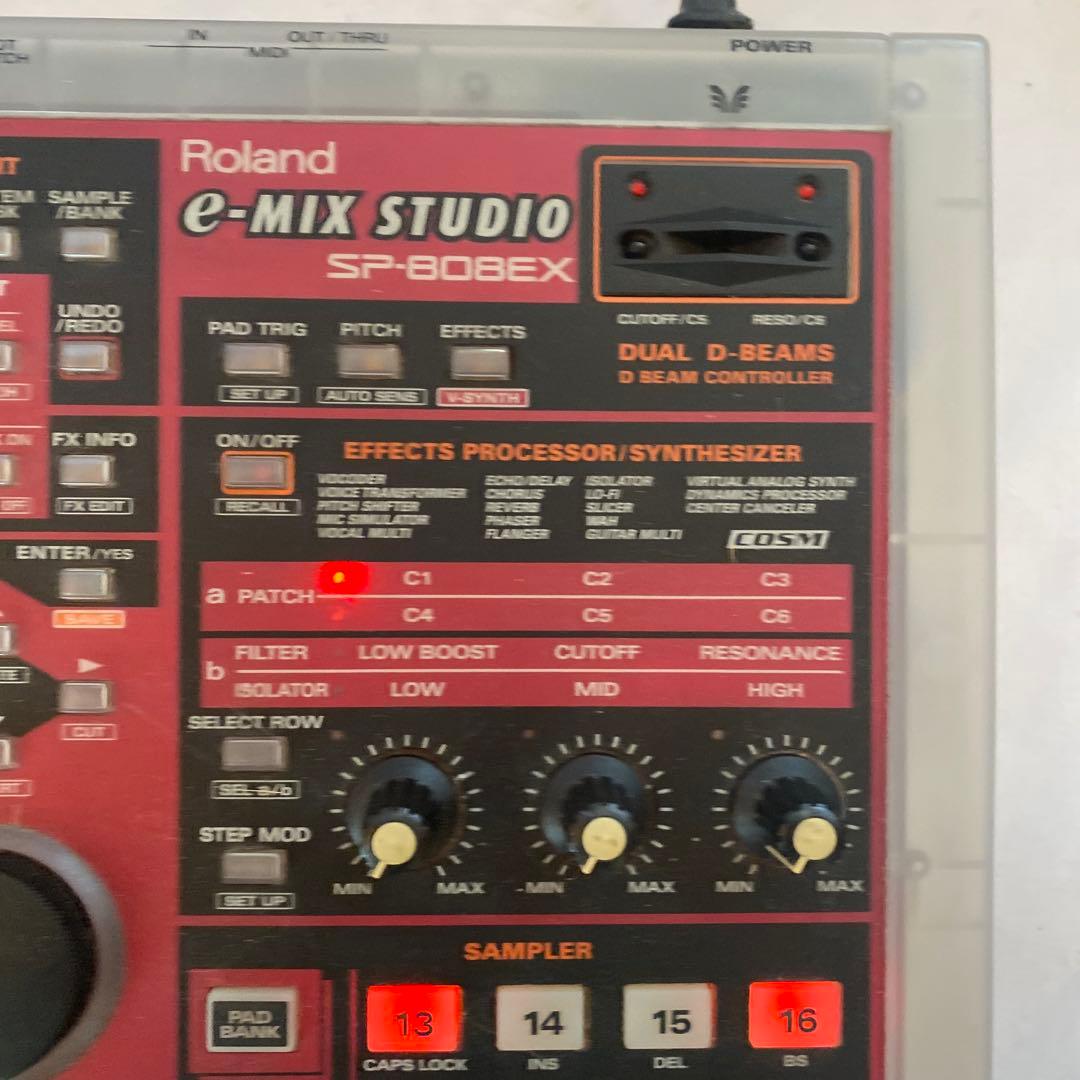 IN
OUT / THRU
MIDI
POWER
Roland
e-MIX STUDIO
SP-808EX
SAMPLE
/BANK
UNDO
/REDO
PAD TRIG
PITCH
EFFECTS
SET UP
AUTO SENS
V-SYNTH
CUTOFF/C5
RESO/C6
DUAL D-BEAMS
D BEAM CONTROLLER
FX INFO
FX EDIT
ENTER/YES
SAVE
CUT
ON/OFF
RECALL
EFFECTS PROCESSOR/SYNTHESIZER
VOCODER
VOICE TRANSFORMER
PITCH SHIFTER
MIC SIMULATOR
VOCAL MULTI
ECHO/DELAY
CHORUS
REVERB
PHASER
FLANGER
ISOLATOR
LO-FI
SLICER
WAH
GUITAR MULTI
VIRTUAL ANALOG SYNTH
DYNAMICS PROCESSOR
CENTER CANCELER
COSM
a PATCH
C1 C2 C3
C4 C5 C6
b
FILTER LOW BOOST CUTOFF RESONANCE
ISOLATOR LOW MID HIGH
SELECT ROW
SEL a/b
STEP MOD
SET UP
MIN MAX MIN MAX MIN MAX
SAMPLER
PAD
BANK
13 14 15 16
CAPS LOCK INS DEL BS